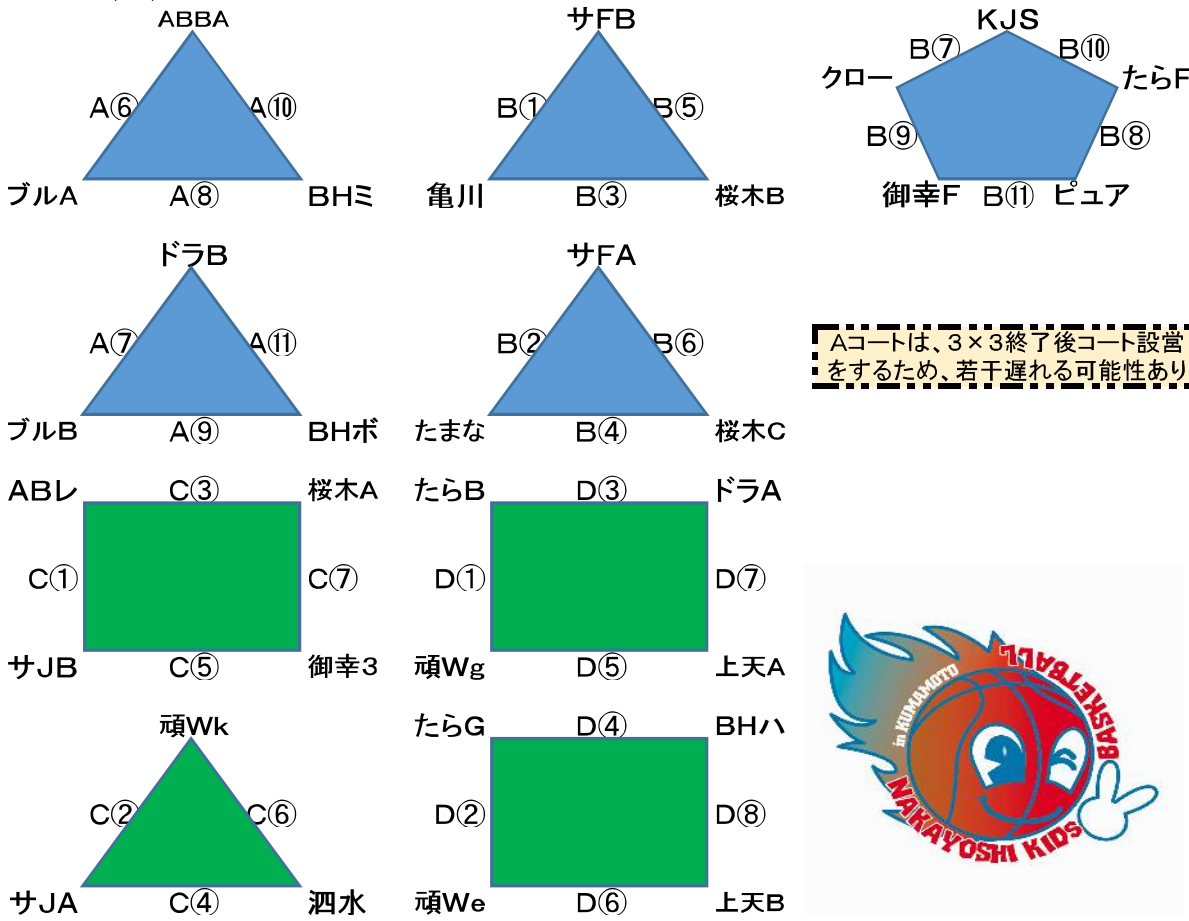 ABBA
A⑥
A⑩
ブルA
A⑧
BHミ
サFB
B①
B⑤
亀川
B③
桜木B
KJS
B⑦
B⑩
クロー
たらF
B⑨
B⑧
御幸F
B⑪
ピュア
ドラB
A⑦
A⑪
ブルB
A⑨
BHボ
サFA
B②
B⑥
たまな
B④
桜木C
Aコートは、3×3終了後コート設営
をするため、若干遅れる可能性あり
ABレ
C③
桜木A
C①
C⑦
サJB
C⑤
御幸3
たらB
D③
ドラA
D①
D⑦
頑Wg
D⑤
上天A
頑Wk
C②
C⑥
サJA
C④
泗水
たらG
D④
BHハ
D②
D⑧
頑We
D⑥
上天B
in KUMAMOTO
BASKETBALL
NAKAYOSHI KIDs